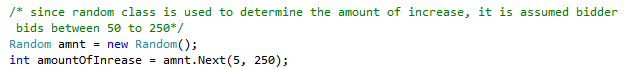 /* since random class is used to determine the amount of increase, it is assumed bidder
bids between 50 to 250*/
Random amnt = new Random();
int amountOfInrease = amnt.Next(5, 250);